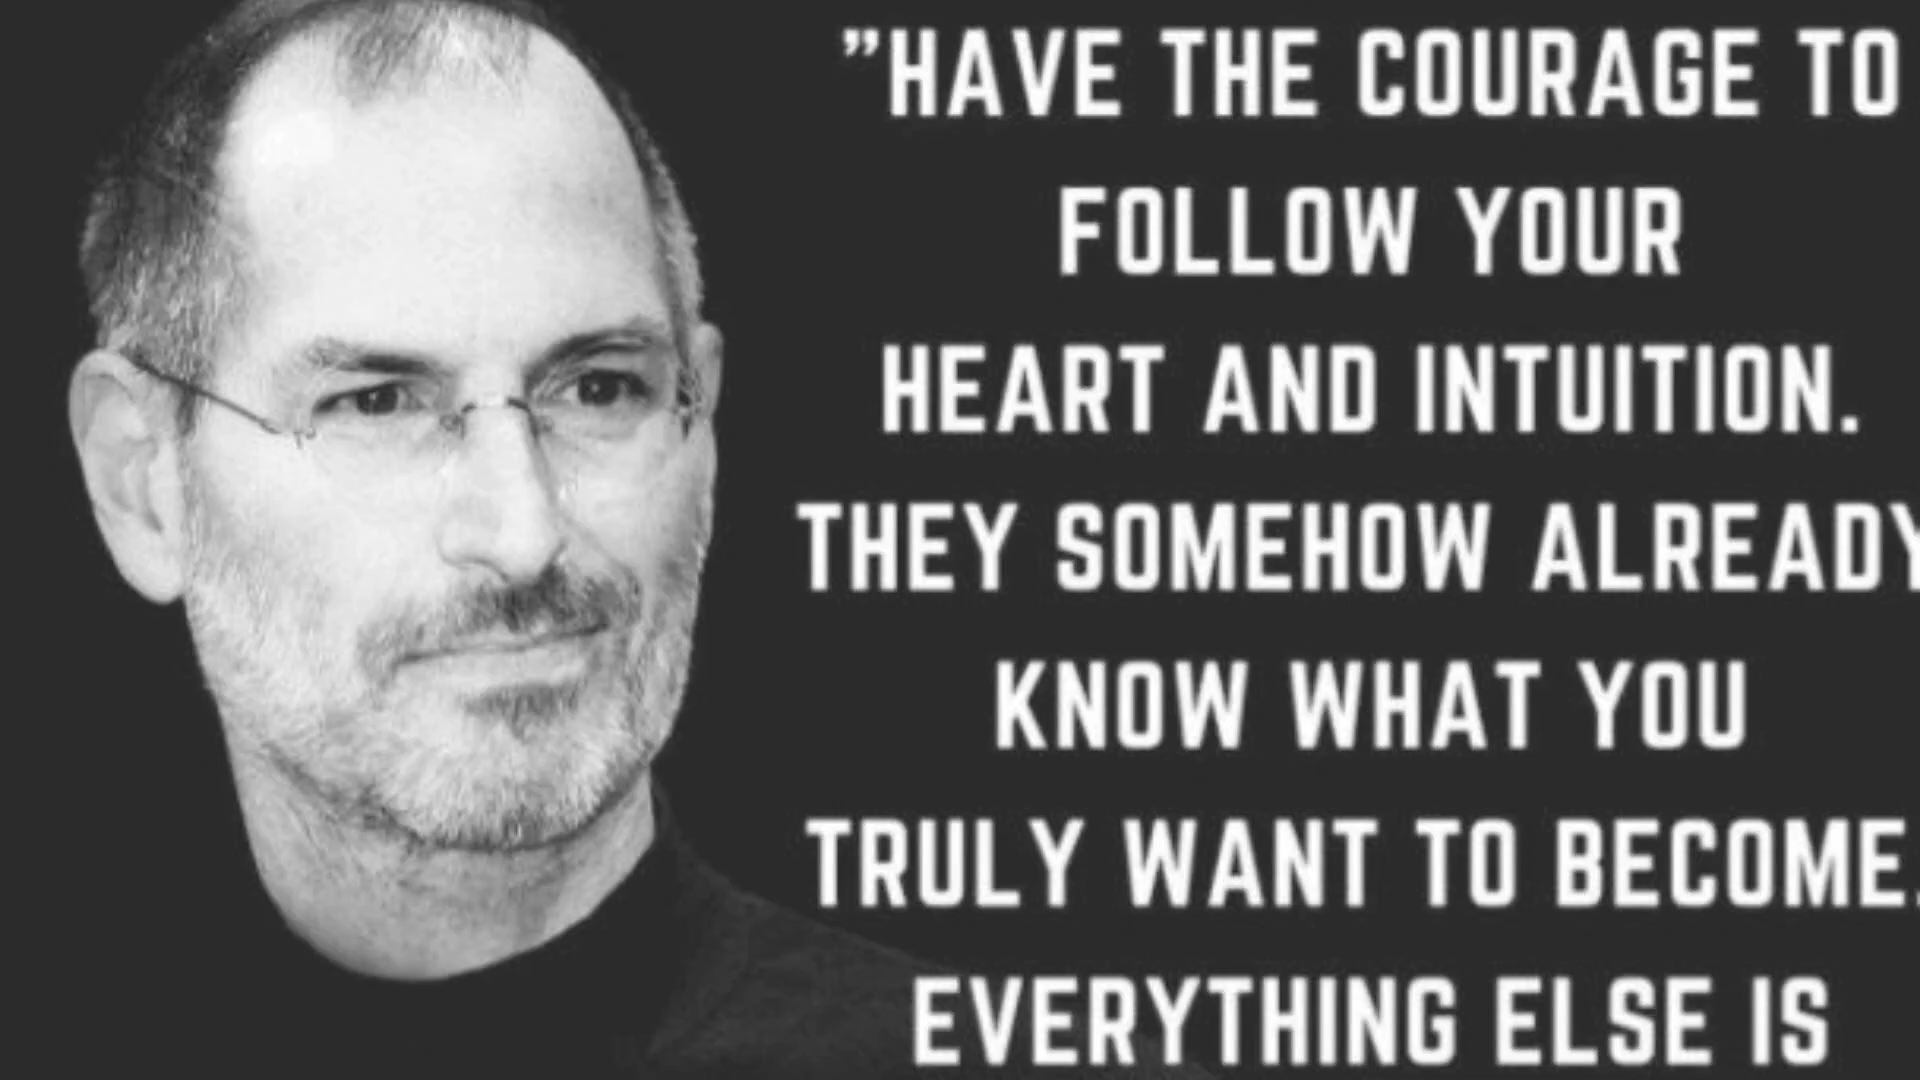 ”HAVE THE COURAGE TO
FOLLOW YOUR
HEART AND INTUITION.
THEY SOMEHOW ALREADY
KNOW WHAT YOU
TRULY WANT TO BECOME.
EVERYTHING ELSE IS